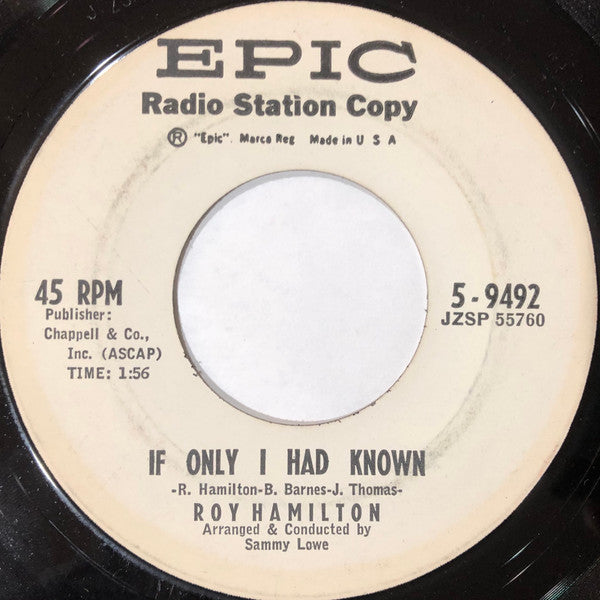 EPIC
Radio Station Copy
® "Epic". Marca Reg Made in U S A
45 RPM
Publisher:
Chappell & Co.,
Inc. (ASCAP)
TIME: 1:56
5-9492
JZSP 55760
IF ONLY I HAD KNOWN
-R. Hamilton-B. Barnes-J. Thomas-
ROY HAMILTON
Arranged & Conducted by
Sammy Lowe